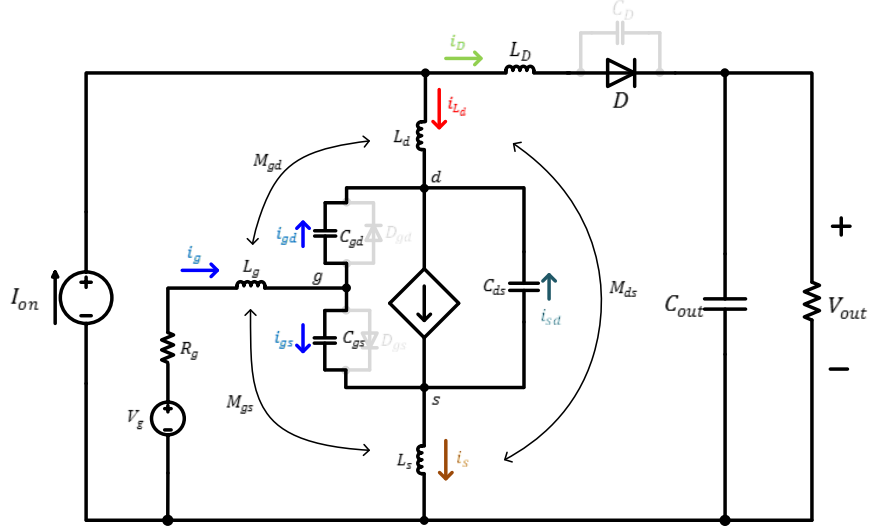 C_D
i_D
L_D
D
i_{L_d}
L_d
M_{gd}
d
i_{gd}
C_{gd}
D_{gd}
i_g
L_g
g
C_{ds}
M_{ds}
I_{on}
+
−
C_{out}
+
V_{out}
−
i_{sd}
R_g
i_{gs}
C_{gs}
D_{gs}
M_{gs}
s
V_g
+
−
L_s
i_s